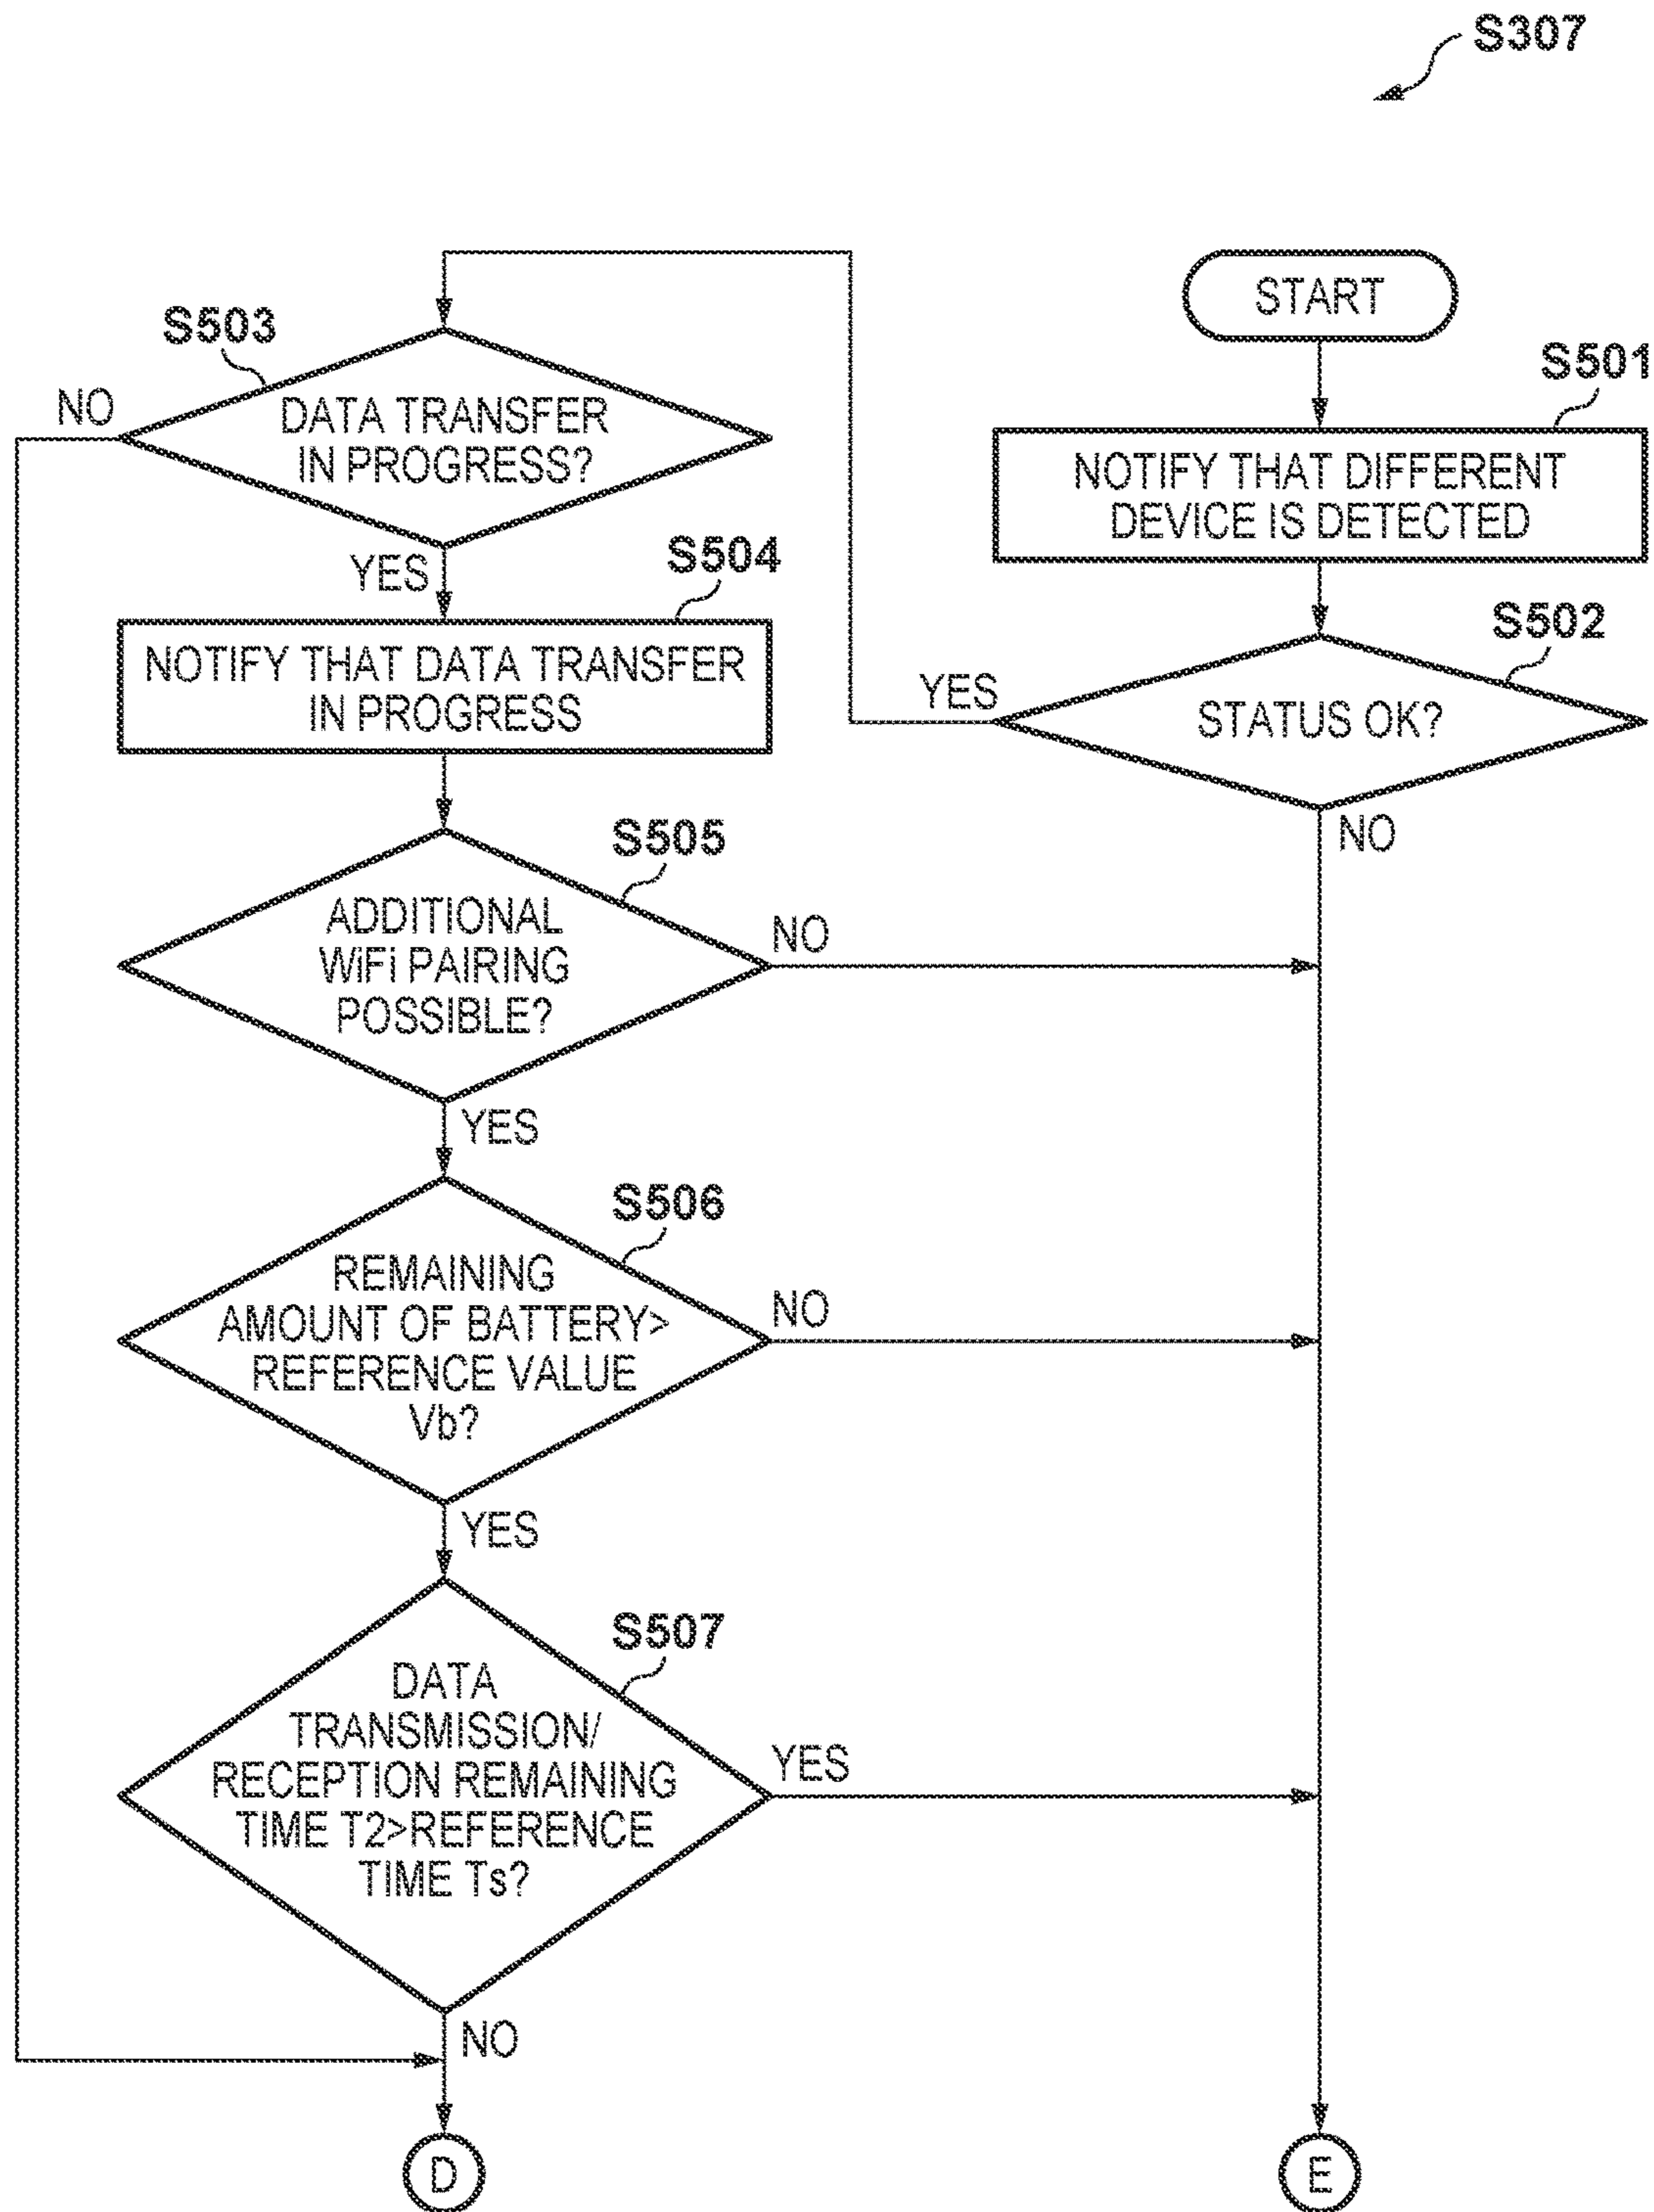 S307
START
S501
NOTIFY THAT DIFFERENT
DEVICE IS DETECTED
S502
STATUS OK?
YES
NO
S503
DATA TRANSFER
IN PROGRESS?
NO
YES
S504
NOTIFY THAT DATA TRANSFER
IN PROGRESS
S505
ADDITIONAL
WiFi PAIRING
POSSIBLE?
NO
YES
S506
REMAINING
AMOUNT OF BATTERY>
REFERENCE VALUE
Vb?
NO
YES
S507
DATA
TRANSMISSION/
RECEPTION REMAINING
TIME T2>REFERENCE
TIME Ts?
YES
NO
D
E